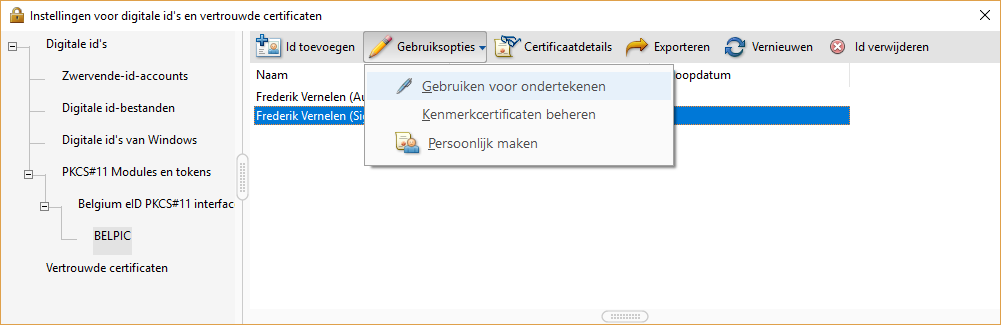 Instellingen voor digitale id's en vertrouwde certificaten
Digitale id's
Zwervende-id-accounts
Digitale id-bestanden
Digitale id's van Windows
PKCS#11 Modules en tokens
Belgium eID PKCS#11 interfac
BELPIC
Vertrouwde certificaten
Id toevoegen Gebruiksopties Certificaatdetails Exporteren Vernieuwen Id verwijderen
Naam loopdatum
Frederik Vernelen (Au
Frederik Vernelen (Sig
Gebruiken voor ondertekenen
Kenmerkcertificaten beheren
Persoonlijk maken